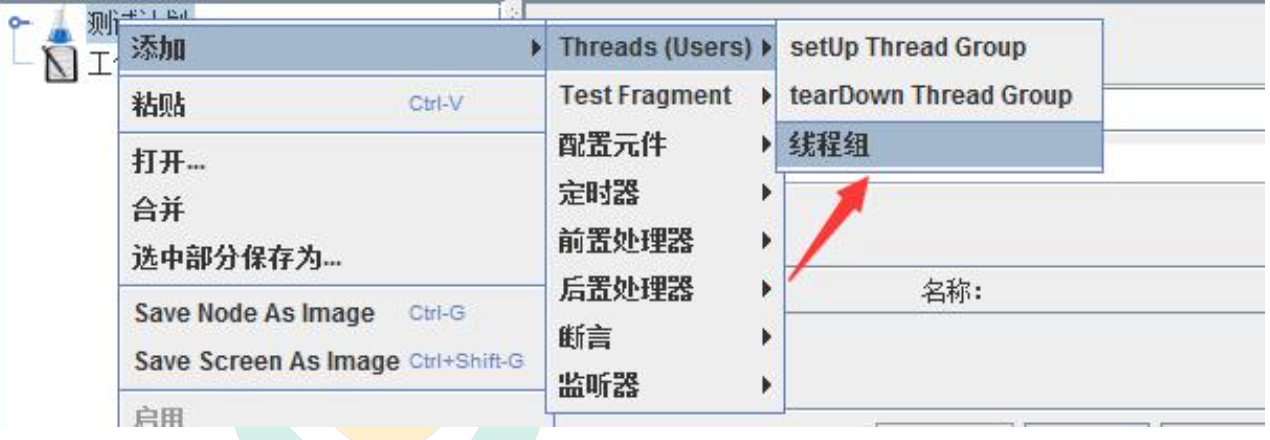 测试计划
工
添加
粘贴 Ctrl-V
打开...
合并
选中部分保存为...
Save Node As Image Ctrl-G
Save Screen As Image Ctrl+Shift-G
启用
Threads (Users)
Test Fragment
配置元件
定时器
前置处理器
后置处理器
断言
监听器
setUp Thread Group
tearDown Thread Group
线程组
名称：